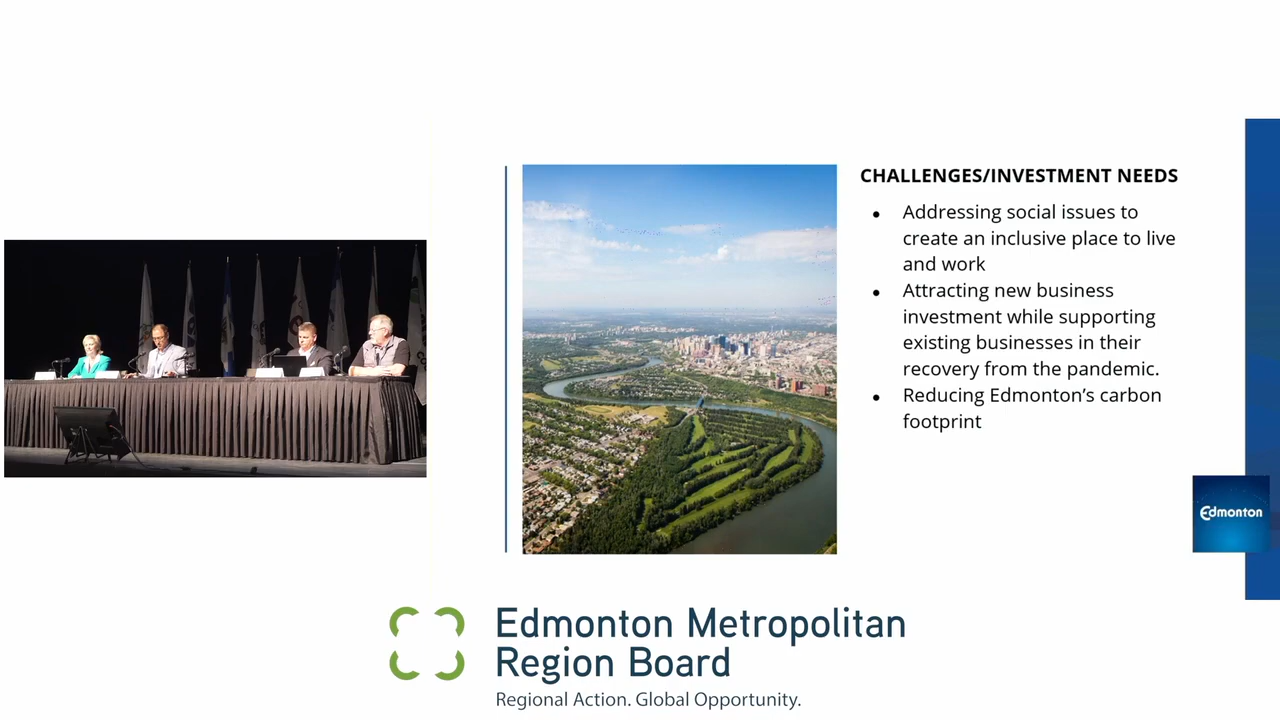 CHALLENGES/INVESTMENT NEEDS
● Addressing social issues to
create an inclusive place to live
and work
● Attracting new business
investment while supporting
existing businesses in their
recovery from the pandemic.
● Reducing Edmonton’s carbon
footprint
Edmonton
Edmonton Metropolitan
Region Board
Regional Action. Global Opportunity.